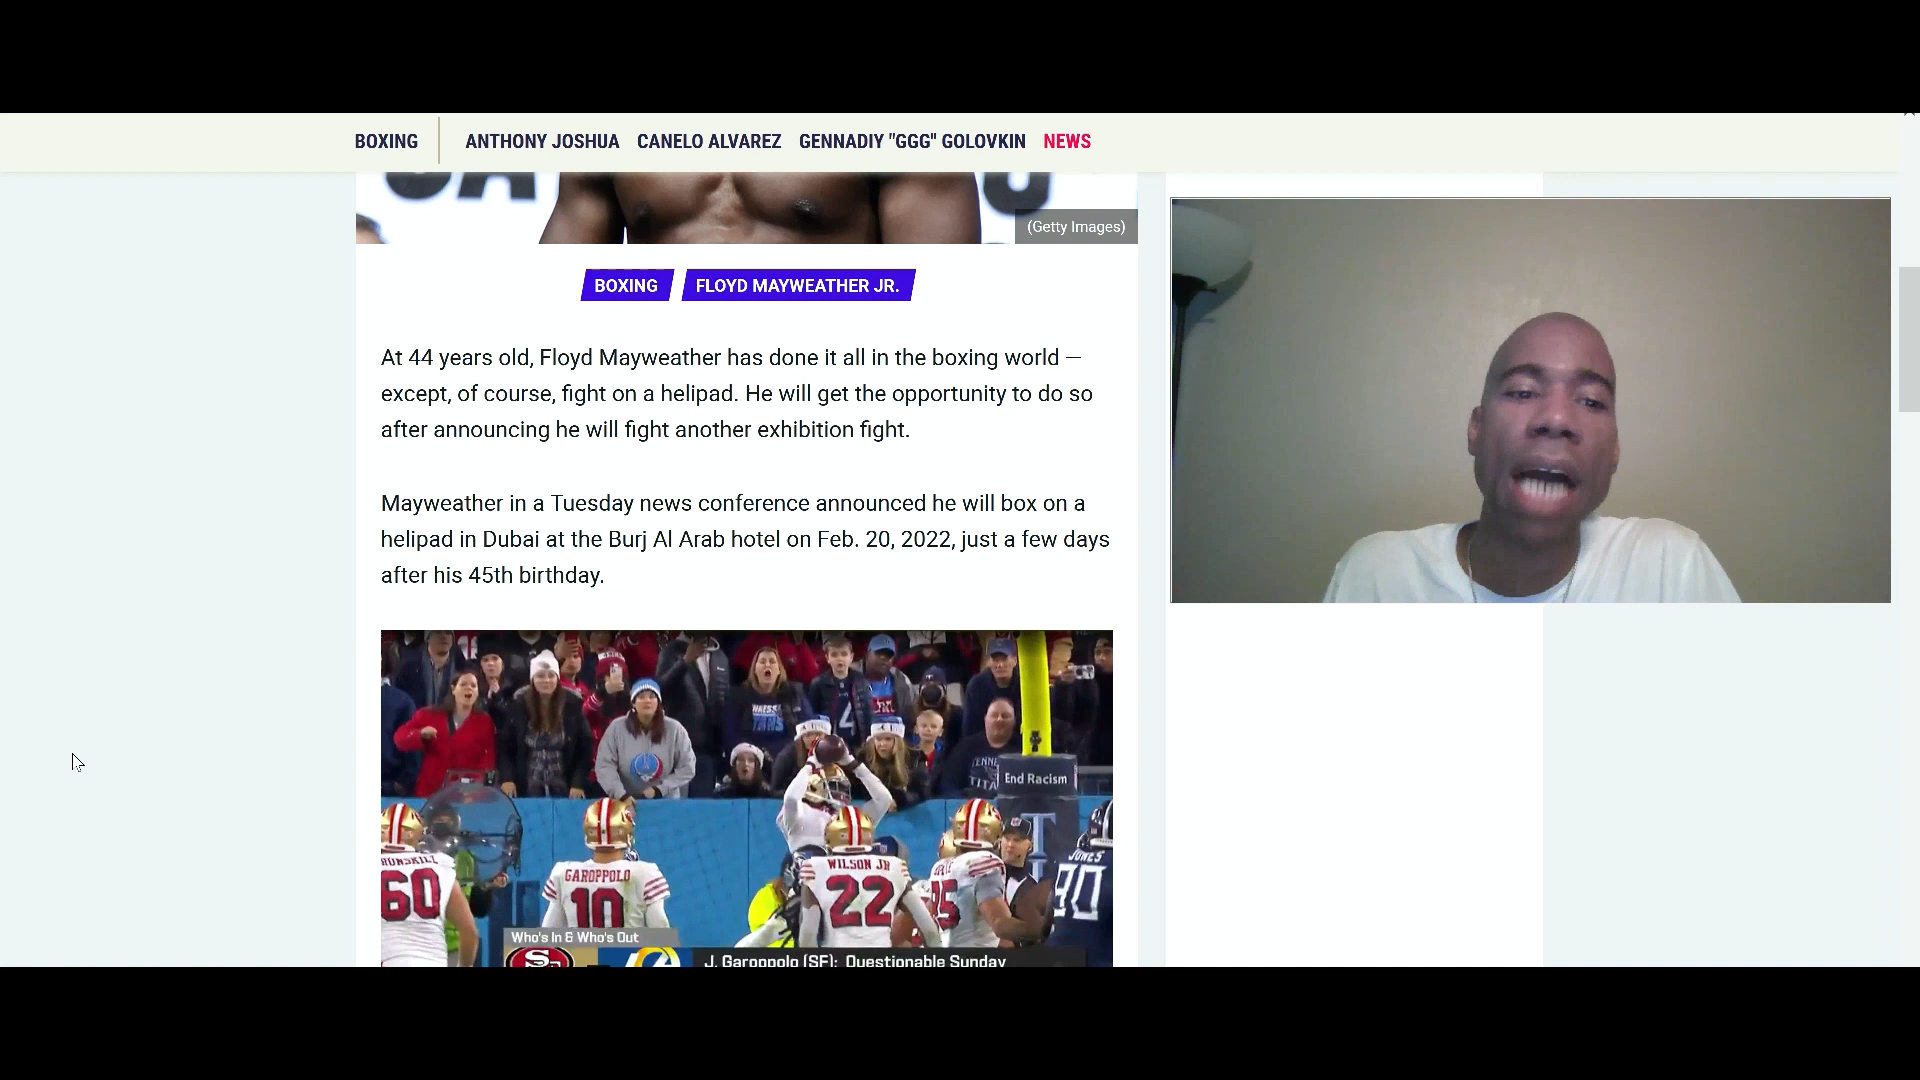 BOXING
ANTHONY JOSHUA CANELO ALVAREZ GENNADIY "GGG" GOLOVKIN NEWS
(Getty Images)
BOXING FLOYD MAYWEATHER JR.
At 44 years old, Floyd Mayweather has done it all in the boxing world —
except, of course, fight on a helipad. He will get the opportunity to do so
after announcing he will fight another exhibition fight.
Mayweather in a Tuesday news conference announced he will box on a
helipad in Dubai at the Burj Al Arab hotel on Feb. 20, 2022, just a few days
after his 45th birthday.
End Racism
60
GAROPPOLO
10
WILSON JR
22
85
JONES
90
T
Who's In & Who's Out
SF
J. Garoppolo (SF): Questionable Sunday